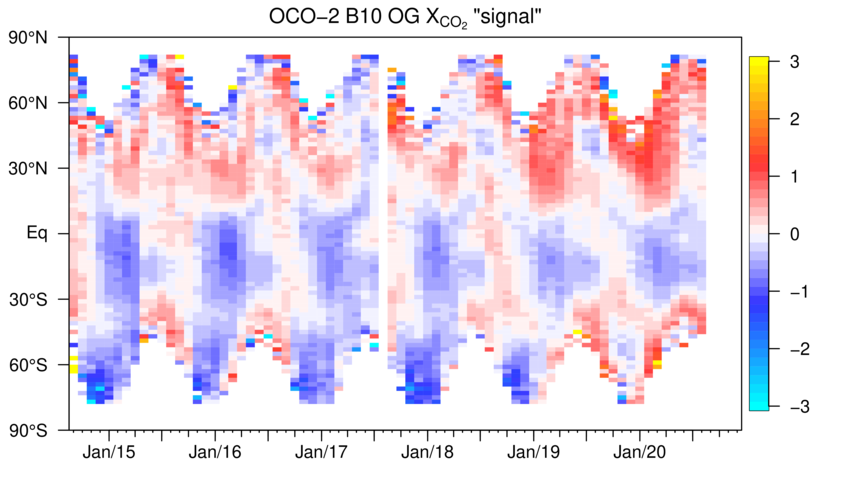 OCO−2 B10 OG XCO2 "signal"
90°N
60°N
30°N
Eq
30°S
60°S
90°S
Jan/15 Jan/16 Jan/17 Jan/18 Jan/19 Jan/20
3
2
1
0
−1
−2
−3